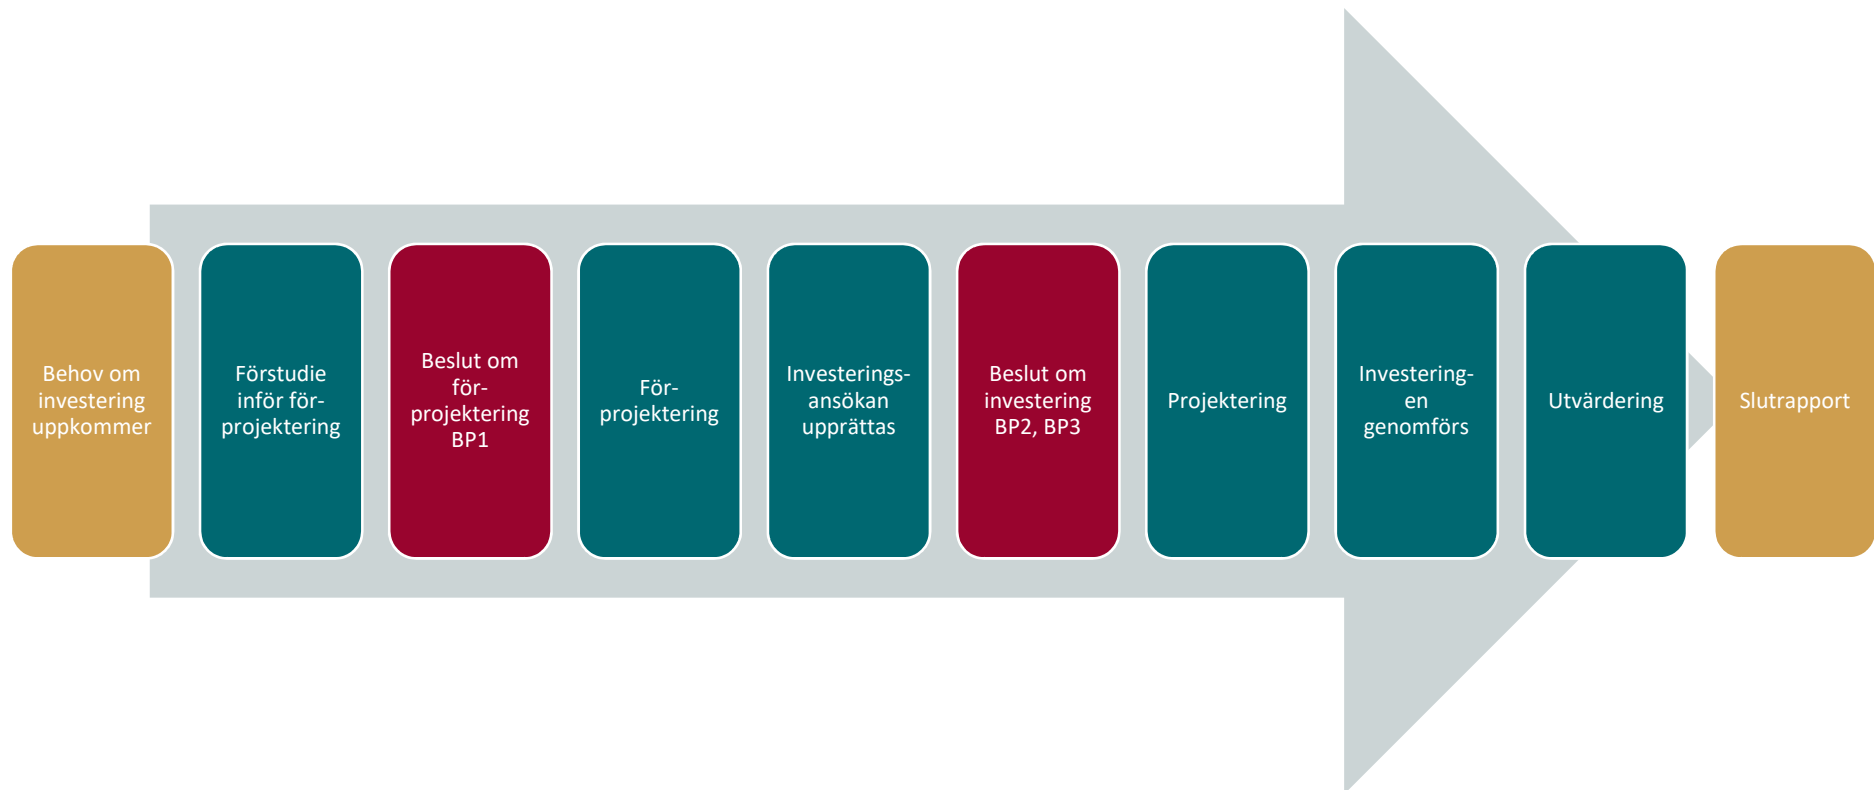 Behov om
investering
uppkommer
Förstudie
inför för-
projektering
Beslut om
för-
projektering
BP1
För-
projektering
Investerings-
ansökan
upprättas
Beslut om
investering
BP2, BP3
Projektering
Investering-
en
genomförs
Utvärdering
Slutrapport